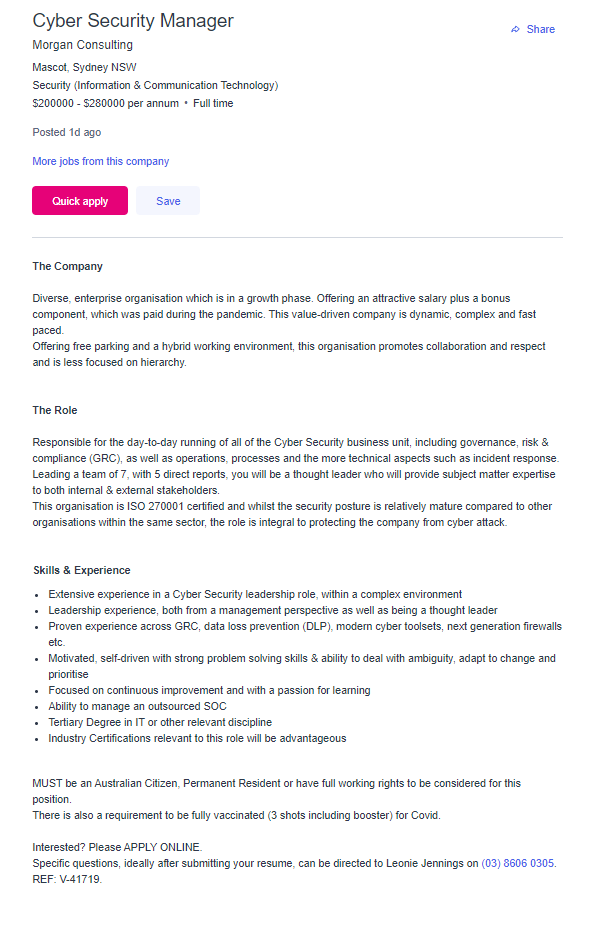 Cyber Security Manager
Share
Morgan Consulting
Mascot, Sydney NSW
Security (Information & Communication Technology)
$200000 - $280000 per annum • Full time
Posted 1d ago
More jobs from this company
Quick apply
Save
The Company
Diverse, enterprise organisation which is in a growth phase. Offering an attractive salary plus a bonus
component, which was paid during the pandemic. This value-driven company is dynamic, complex and fast
paced.
Offering free parking and a hybrid working environment, this organisation promotes collaboration and respect
and is less focused on hierarchy.
The Role
Responsible for the day-to-day running of all of the Cyber Security business unit, including governance, risk &
compliance (GRC), as well as operations, processes and the more technical aspects such as incident response.
Leading a team of 7, with 5 direct reports, you will be a thought leader who will provide subject matter expertise
to both internal & external stakeholders.
This organisation is ISO 270001 certified and whilst the security posture is relatively mature compared to other
organisations within the same sector, the role is integral to protecting the company from cyber attack.
Skills & Experience
• Extensive experience in a Cyber Security leadership role, within a complex environment
• Leadership experience, both from a management perspective as well as being a thought leader
• Proven experience across GRC, data loss prevention (DLP), modern cyber toolsets, next generation firewalls
etc.
• Motivated, self-driven with strong problem solving skills & ability to deal with ambiguity, adapt to change and
prioritise
• Focused on continuous improvement and with a passion for learning
• Ability to manage an outsourced SOC
• Tertiary Degree in IT or other relevant discipline
• Industry Certifications relevant to this role will be advantageous
MUST be an Australian Citizen, Permanent Resident or have full working rights to be considered for this
position.
There is also a requirement to be fully vaccinated (3 shots including booster) for Covid.
Interested? Please APPLY ONLINE.
Specific questions, ideally after submitting your resume, can be directed to Leonie Jennings on (03) 8606 0305.
REF: V-41719.